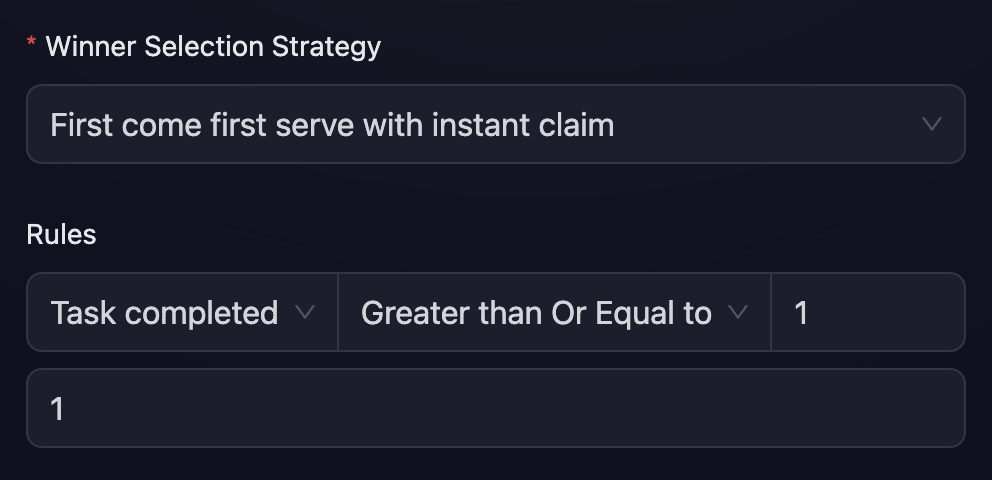 * Winner Selection Strategy
First come first serve with instant claim
Rules
Task completed Greater than Or Equal to 1
1